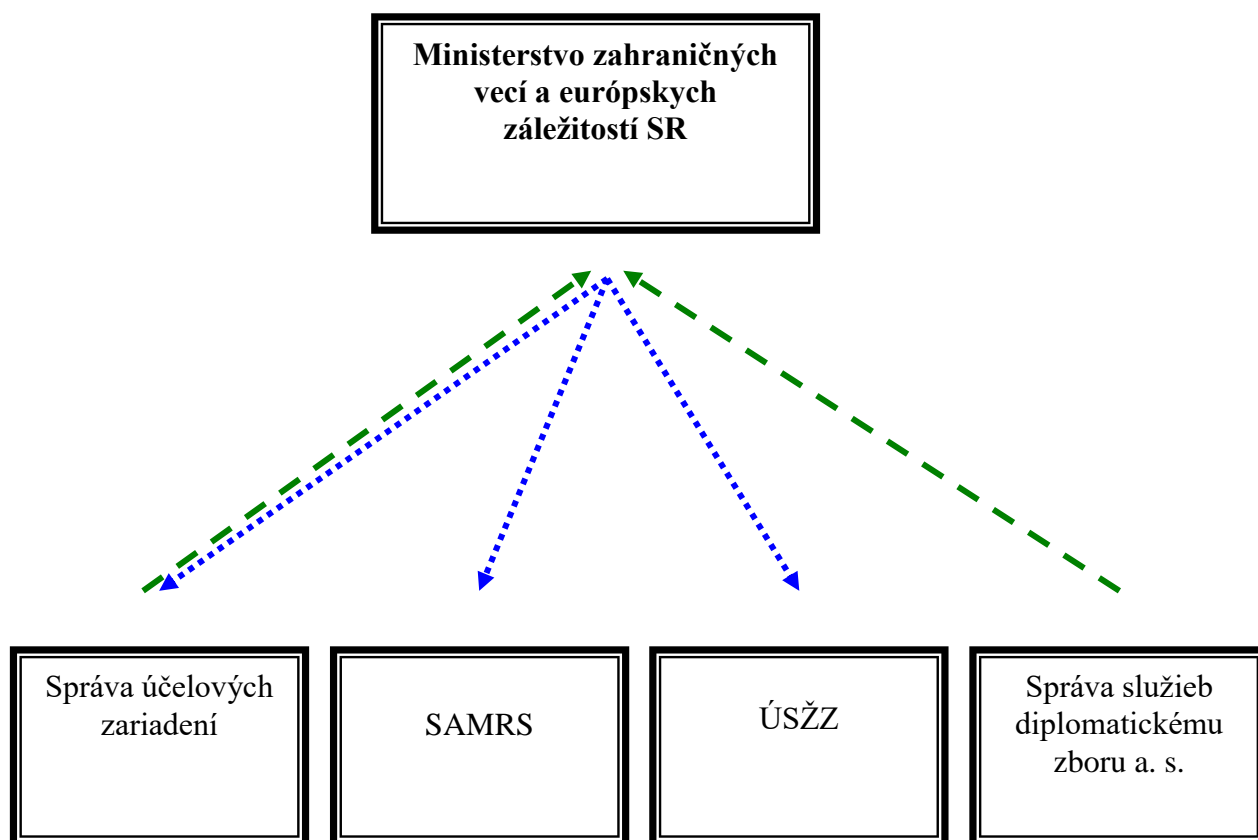 Ministerstvo zahraničných
vecí a európskych
záležitostí SR
Správa účelových
zariadení
SAMRS
ÚSŽZ
Správa služieb
diplomatickému
zboru a. s.